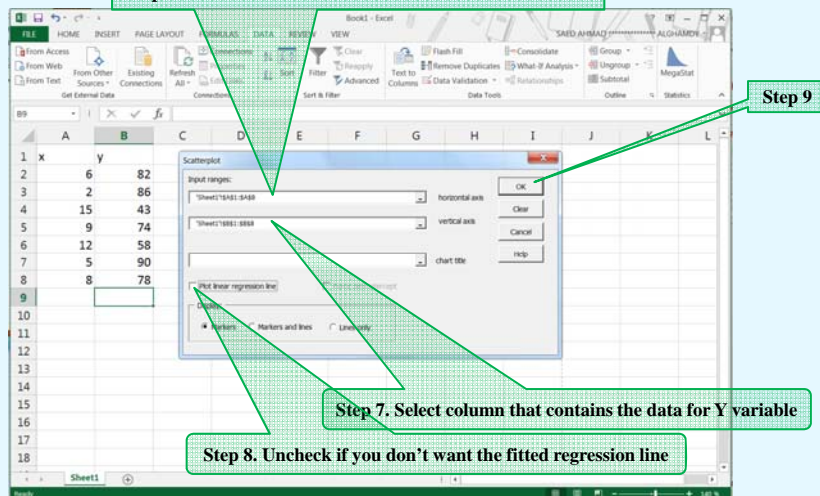 Book1 - Excel
FILE HOME INSERT PAGE LAYOUT FORMULAS DATA REVIEW VIEW
SAEED AHMAD ALGHAMDI
From Access
From Web
From Text
From Other Sources
Existing Connections
Get External Data
Refresh All
Connections
Properties
Connections
Sort
Filter
Clear
Reapply
Advanced
Sort & Filter
Text to Columns
Flash Fill
Remove Duplicates
Data Validation
Consolidate
What-If Analysis
Relationships
Data Tools
Group
Ungroup
Subtotal
Outline
MegaStat
Statistics
Step 9
B9
A B C D E F G H I J K L
1 x y
2 6 82
3 2 86
4 15 43
5 9 74
6 12 58
7 5 90
8 8 78
9
10
11
12
13
14
15
16
17
18
Scatterplot
Input ranges:
'Sheet1'!$A$1:$A$8 horizontal axis
'Sheet1'!$B$1:$B$8 vertical axis
chart title
OK
Clear
Cancel
Help
Plot linear regression line
Display
Markers Markers and lines Lines only
Step 7. Select column that contains the data for Y variable
Step 8. Uncheck if you don't want the fitted regression line
Sheet1
Ready
140 %